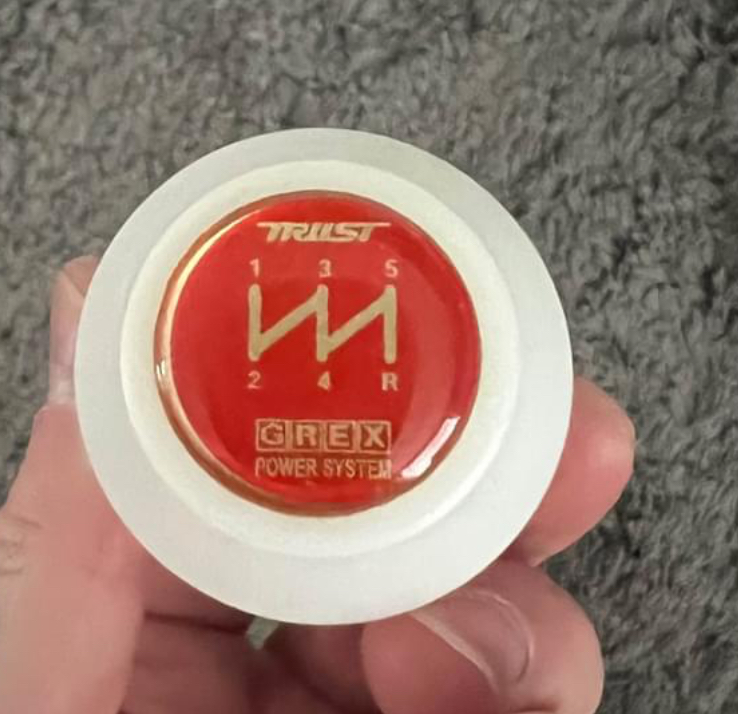 TRUST
1 3 5
2 4 R
GREX
POWER SYSTEM